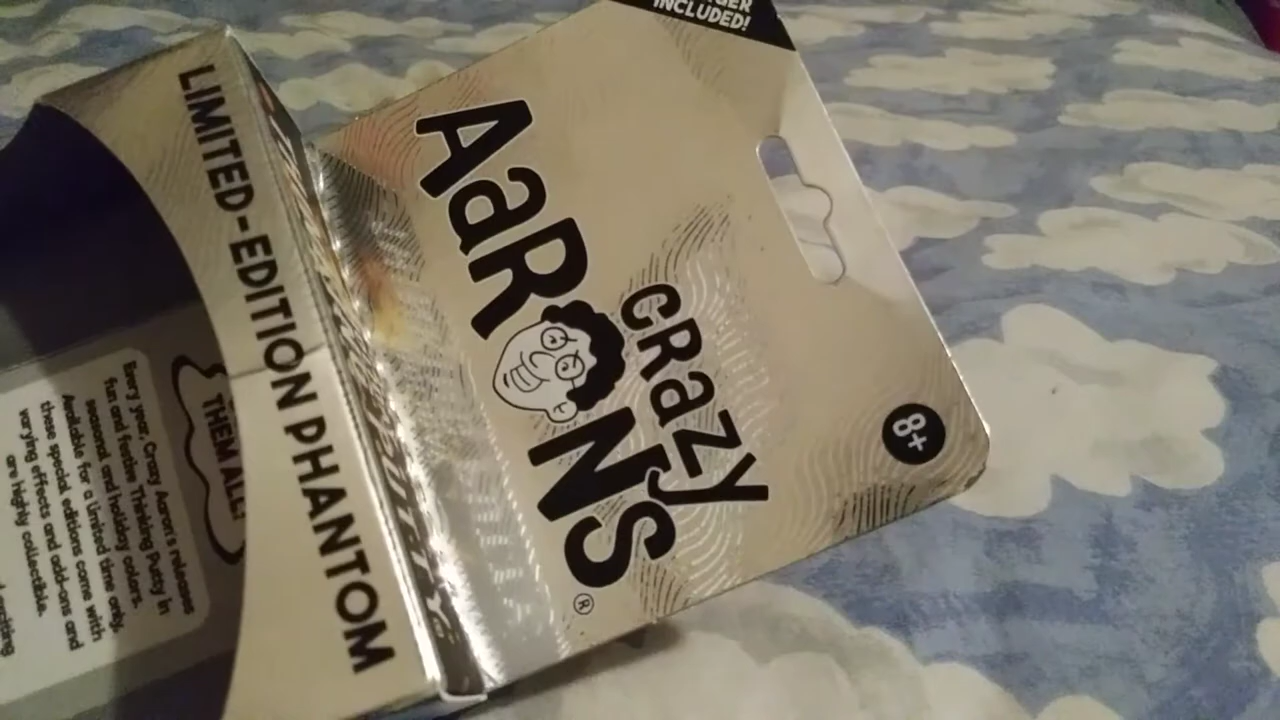 INCLUDED!
CRAZY
AARONS®
8+
LIMITED-EDITION PHANTOM
THEM ALL!
Every year, Crazy Aaron's releases
fun and festive Thinking Putty in
seasonal and holiday colors.
Available for a limited time only,
these special editions come with
varying effects and add-ons and
are highly collectible.